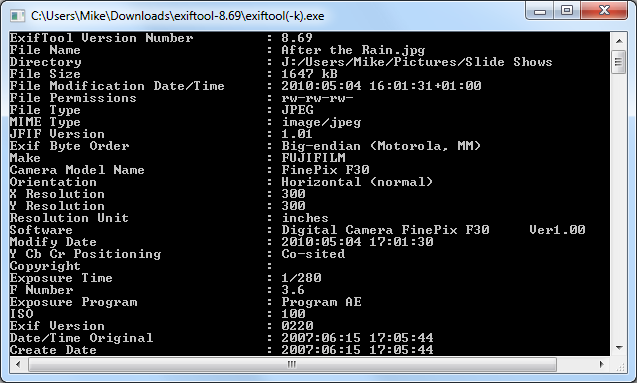 C:\Users\Mike\Downloads\exiftool-8.69\exiftool(-k).exe
ExifTool Version Number : 8.69
File Name : After the Rain.jpg
Directory : J:/Users/Mike/Pictures/Slide Shows
File Size : 1647 kB
File Modification Date/Time : 2010:05:04 16:01:31+01:00
File Permissions : rw-rw-rw-
File Type : JPEG
MIME Type : image/jpeg
JFIF Version : 1.01
Exif Byte Order : Big-endian (Motorola, MM)
Make : FUJIFILM
Camera Model Name : FinePix F30
Orientation : Horizontal (normal)
X Resolution : 300
Y Resolution : 300
Resolution Unit : inches
Software : Digital Camera FinePix F30 Ver1.00
Modify Date : 2010:05:04 17:01:30
Y Cb Cr Positioning : Co-sited
Copyright :
Exposure Time : 1/280
F Number : 3.6
Exposure Program : Program AE
ISO : 100
Exif Version : 0220
Date/Time Original : 2007:06:15 17:05:44
Create Date : 2007:06:15 17:05:44